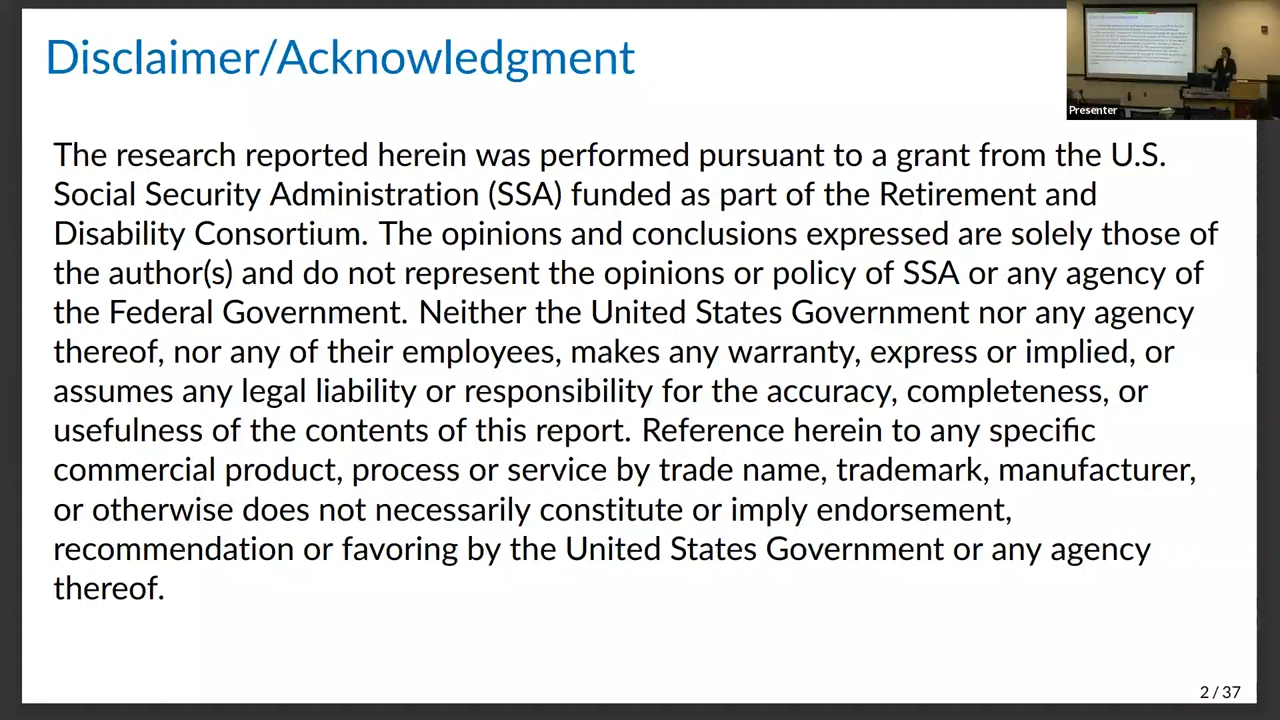 Disclaimer/Acknowledgment
Presenter
The research reported herein was performed pursuant to a grant from the U.S.
Social Security Administration (SSA) funded as part of the Retirement and
Disability Consortium. The opinions and conclusions expressed are solely those of
the author(s) and do not represent the opinions or policy of SSA or any agency of
the Federal Government. Neither the United States Government nor any agency
thereof, nor any of their employees, makes any warranty, express or implied, or
assumes any legal liability or responsibility for the accuracy, completeness, or
usefulness of the contents of this report. Reference herein to any specific
commercial product, process or service by trade name, trademark, manufacturer,
or otherwise does not necessarily constitute or imply endorsement,
recommendation or favoring by the United States Government or any agency
thereof.
2 / 37